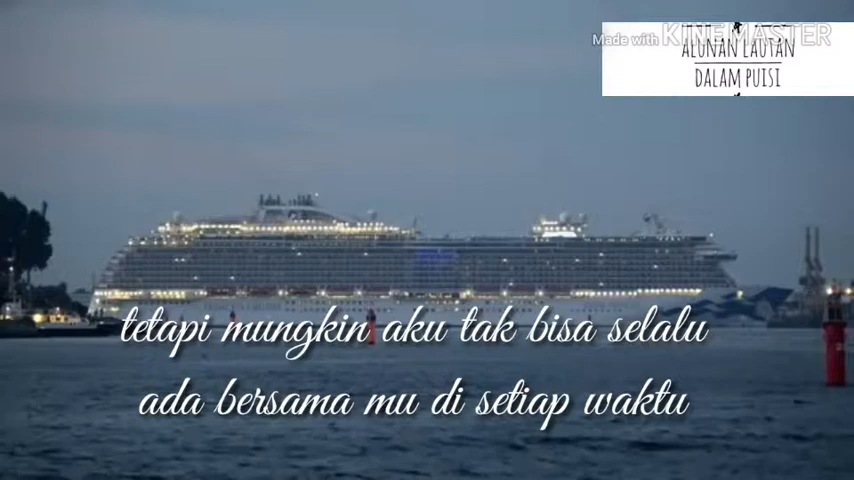 Made with KINEMASTER
ALUNAN LAUTAN
DALAM PUISI
tetapi mungkin aku tak bisa selalu
ada bersama mu di setiap waktu